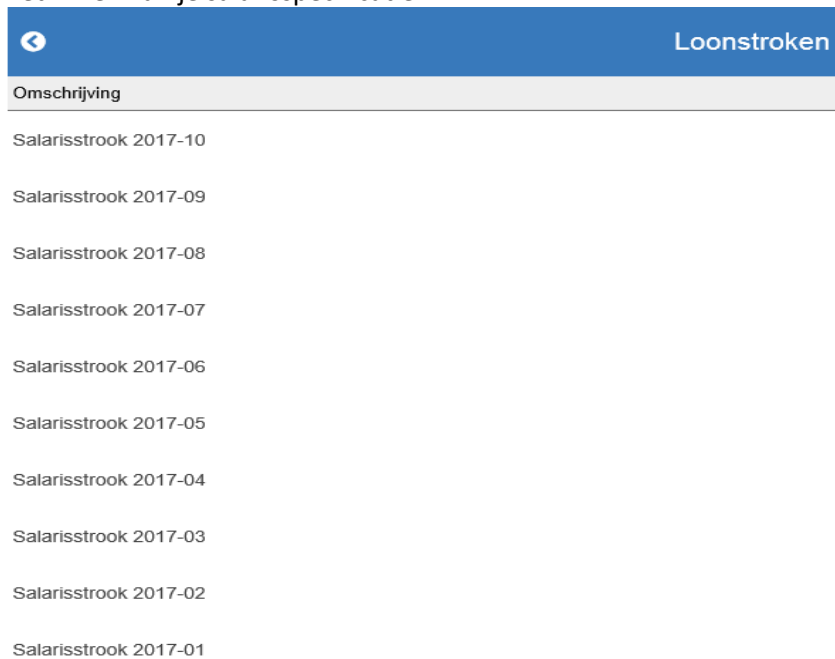 Loonstroken
Omschrijving
Salarisstrook 2017-10
Salarisstrook 2017-09
Salarisstrook 2017-08
Salarisstrook 2017-07
Salarisstrook 2017-06
Salarisstrook 2017-05
Salarisstrook 2017-04
Salarisstrook 2017-03
Salarisstrook 2017-02
Salarisstrook 2017-01